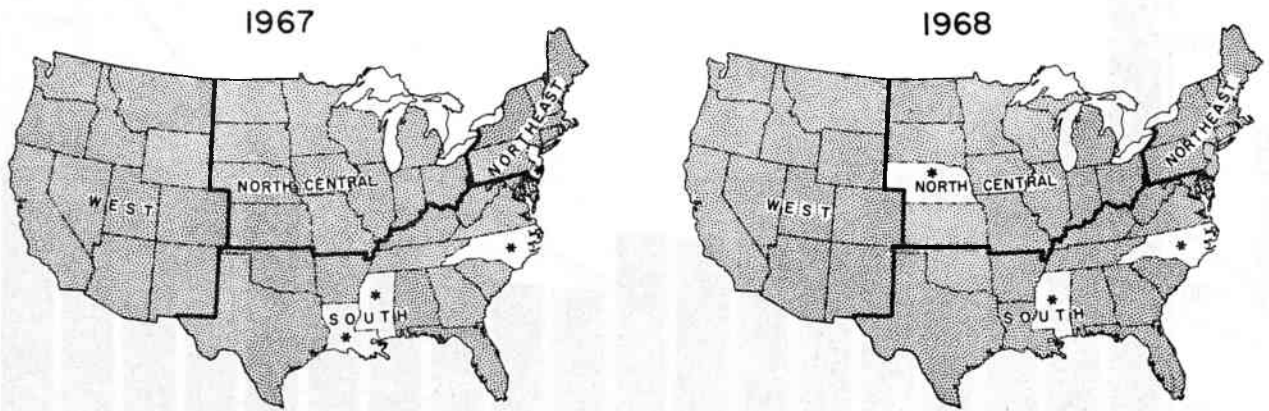 1967
1968
NORTHEAST
NORTH CENTRAL
WEST
SOUTH
*
*
*
NORTHEAST
*
NORTH CENTRAL
WEST
*
SOUTH
*